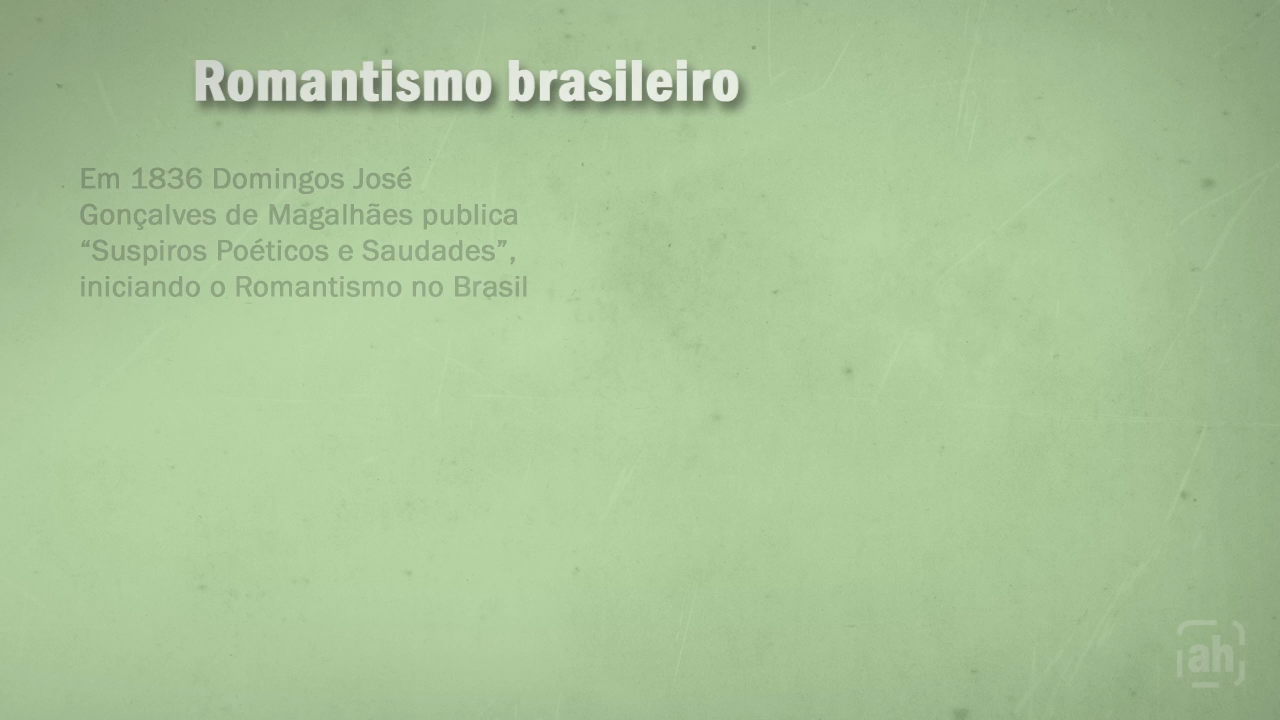 Romantismo brasileiro
Em 1836 Domingos José
Gonçalves de Magalhães publica
“Suspiros Poéticos e Saudades”,
iniciando o Romantismo no Brasil
ah